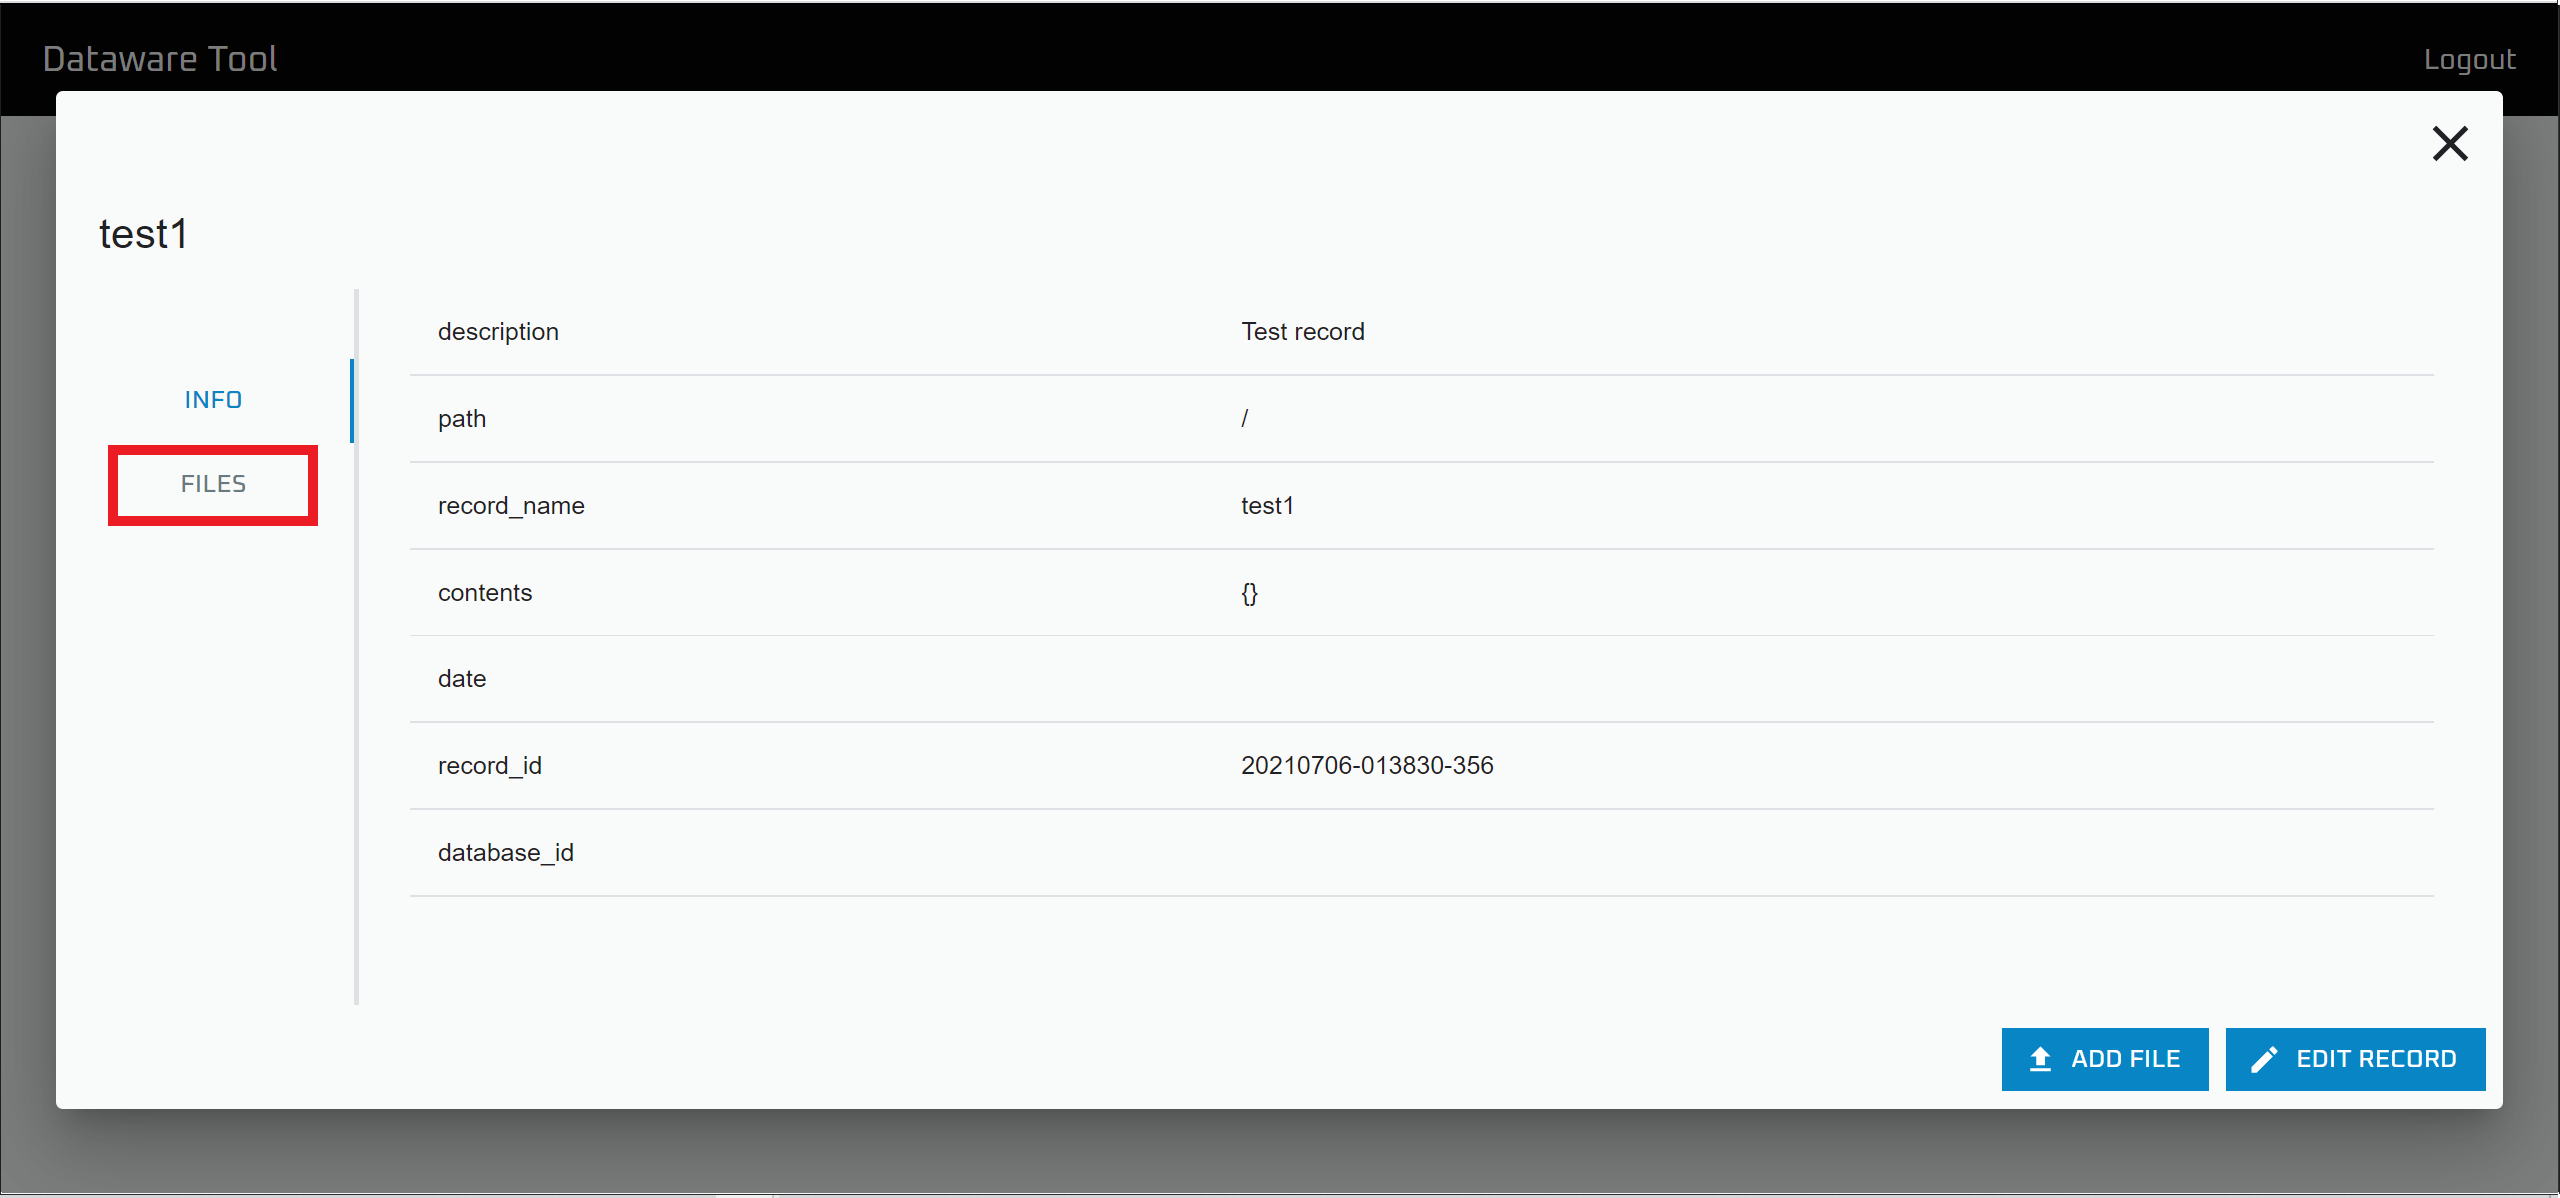 Dataware Tool
Logout
test1
INFO
FILES
description Test record
path /
record_name test1
contents {}
date
record_id 20210706-013830-356
database_id
ADD FILE
EDIT RECORD